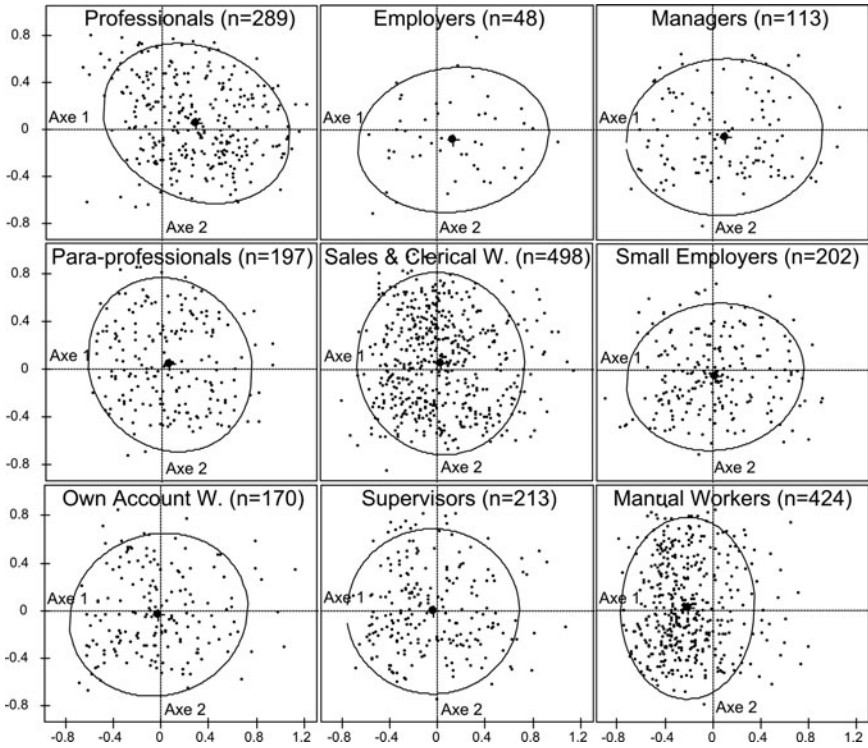 Professionals (n=289) Employers (n=48) Managers (n=113)
0.8
0.4
Axe 1 Axe 1 Axe 1
0
-0.4
-0.8
Axe 2 Axe 2 Axe 2
Para-professionals (n=197) Sales & Clerical W. (n=498) Small Employers (n=202)
0.8
0.4
Axe 1 Axe 1 Axe 1
0
-0.4
-0.8
Axe 2 Axe 2 Axe 2
Own Account W. (n=170) Supervisors (n=213) Manual Workers (n=424)
0.8
0.4
Axe 1 Axe 1 Axe 1
0
-0.4
-0.8
Axe 2 Axe 2 Axe 2
-0.8 -0.4 0 0.4 0.8 1.2 -0.8 -0.4 0 0.4 0.8 1.2 -0.8 -0.4 0 0.4 0.8 1.2